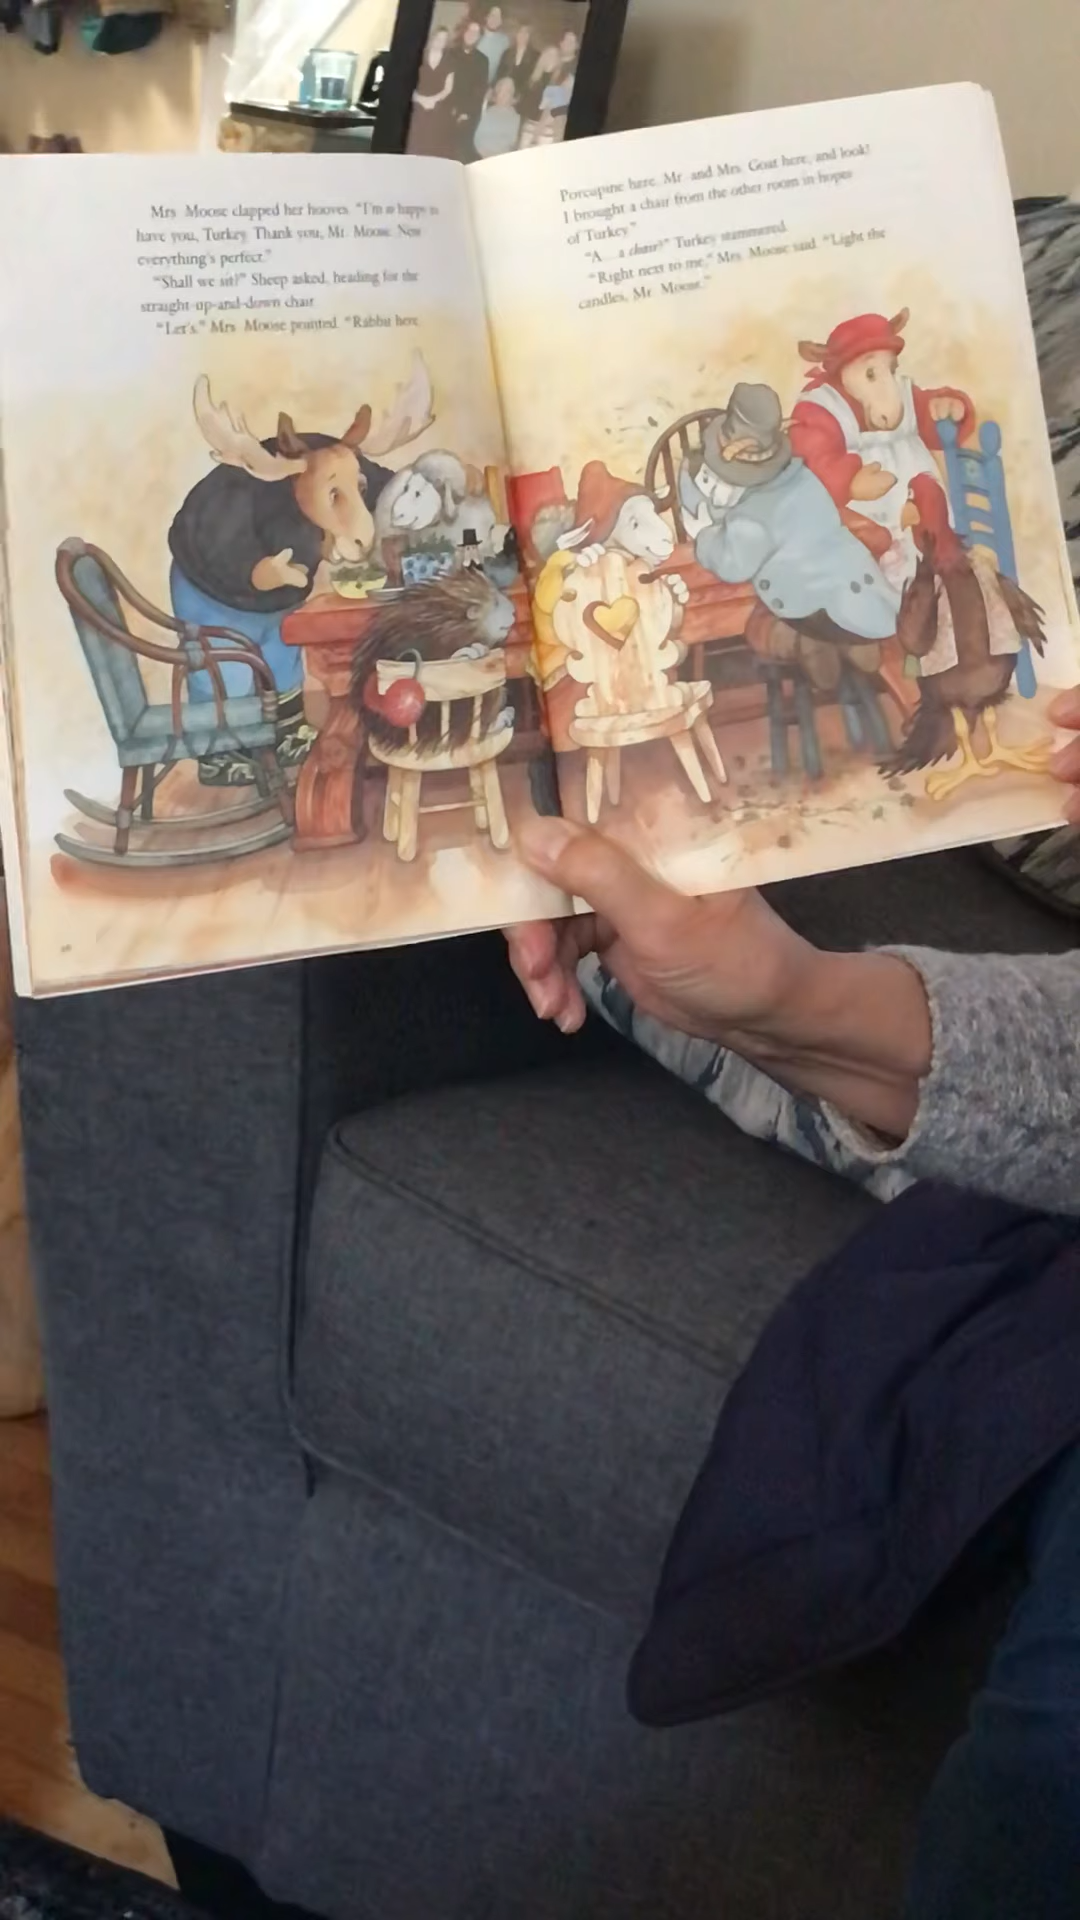 Mrs. Moose clapped her hooves. "I'm so happy to
have you, Turkey. Thank you, Mr. Moose. Now
everything's perfect."
"Shall we sit?" Sheep asked, heading for the
straight-up-and-down chair.
"Let's." Mrs. Moose pointed. "Rabbit here,
Porcupine here, Mr. and Mrs. Goat here, and look!
I brought a chair from the other room in hopes
of Turkey."
"A... a chair?" Turkey stammered.
"Right next to me," Mrs. Moose said. "Light the
candles, Mr. Moose."